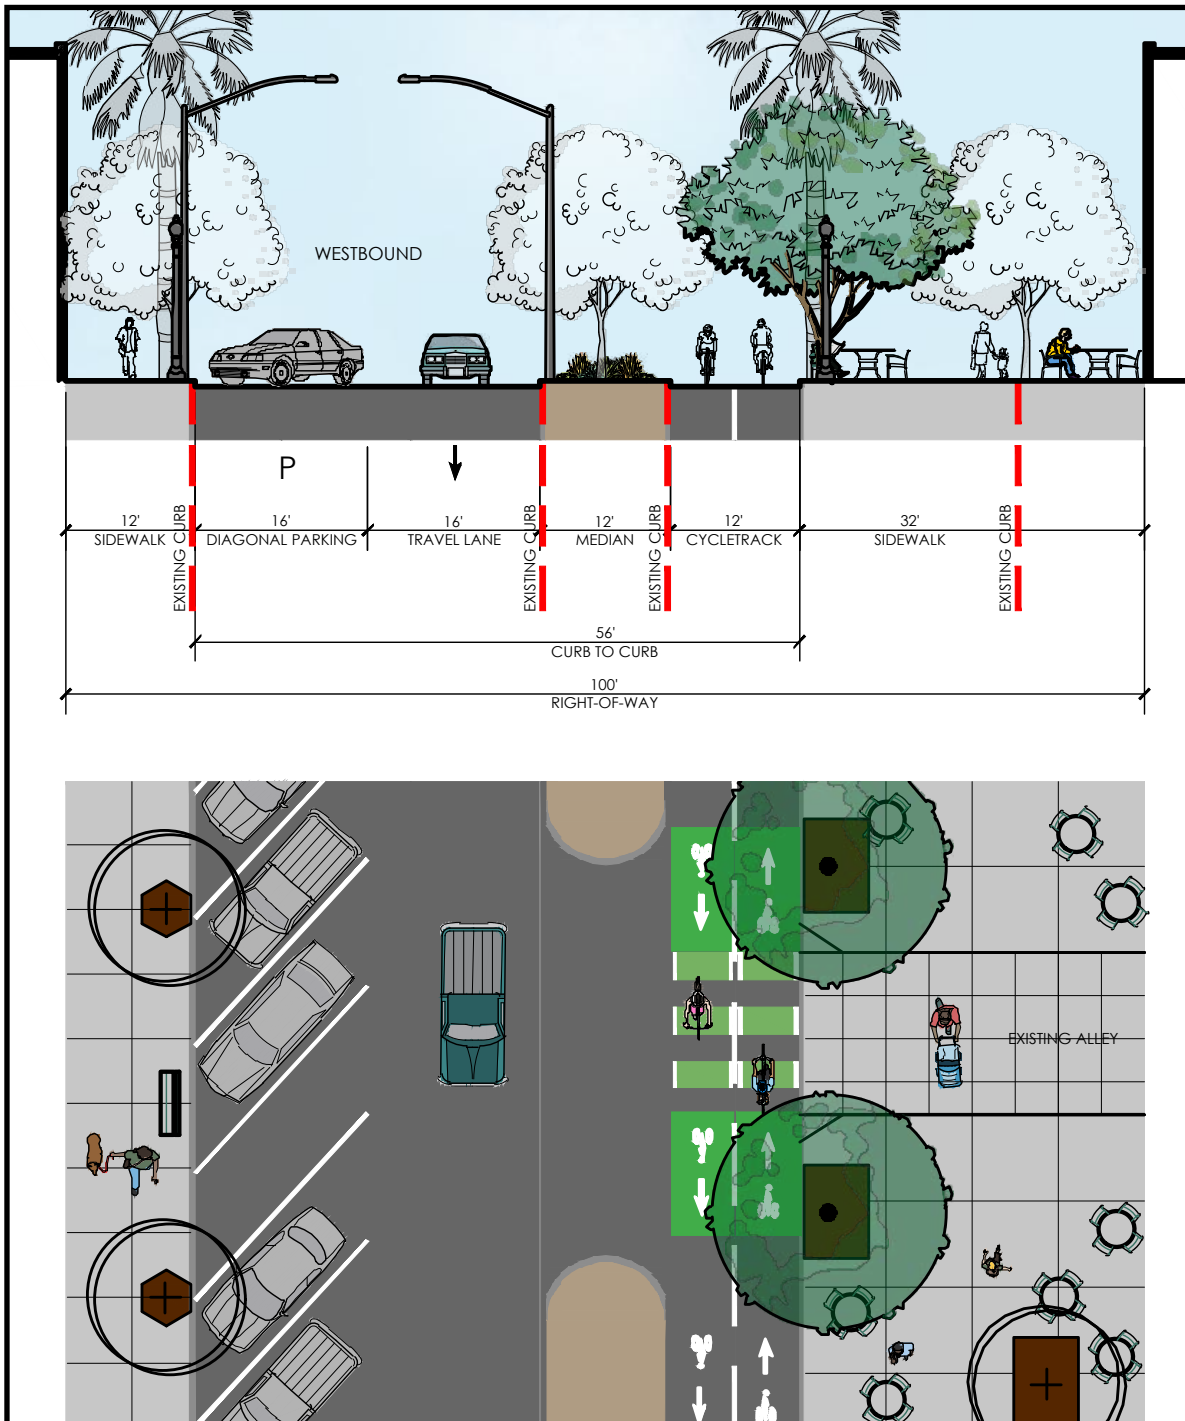 WESTBOUND
P
12'
SIDEWALK
EXISTING CURB
16'
DIAGONAL PARKING
16'
TRAVEL LANE
EXISTING CURB
12'
MEDIAN
EXISTING CURB
12'
CYCLETRACK
32'
SIDEWALK
EXISTING CURB
56'
CURB TO CURB
100'
RIGHT-OF-WAY
EXISTING ALLEY